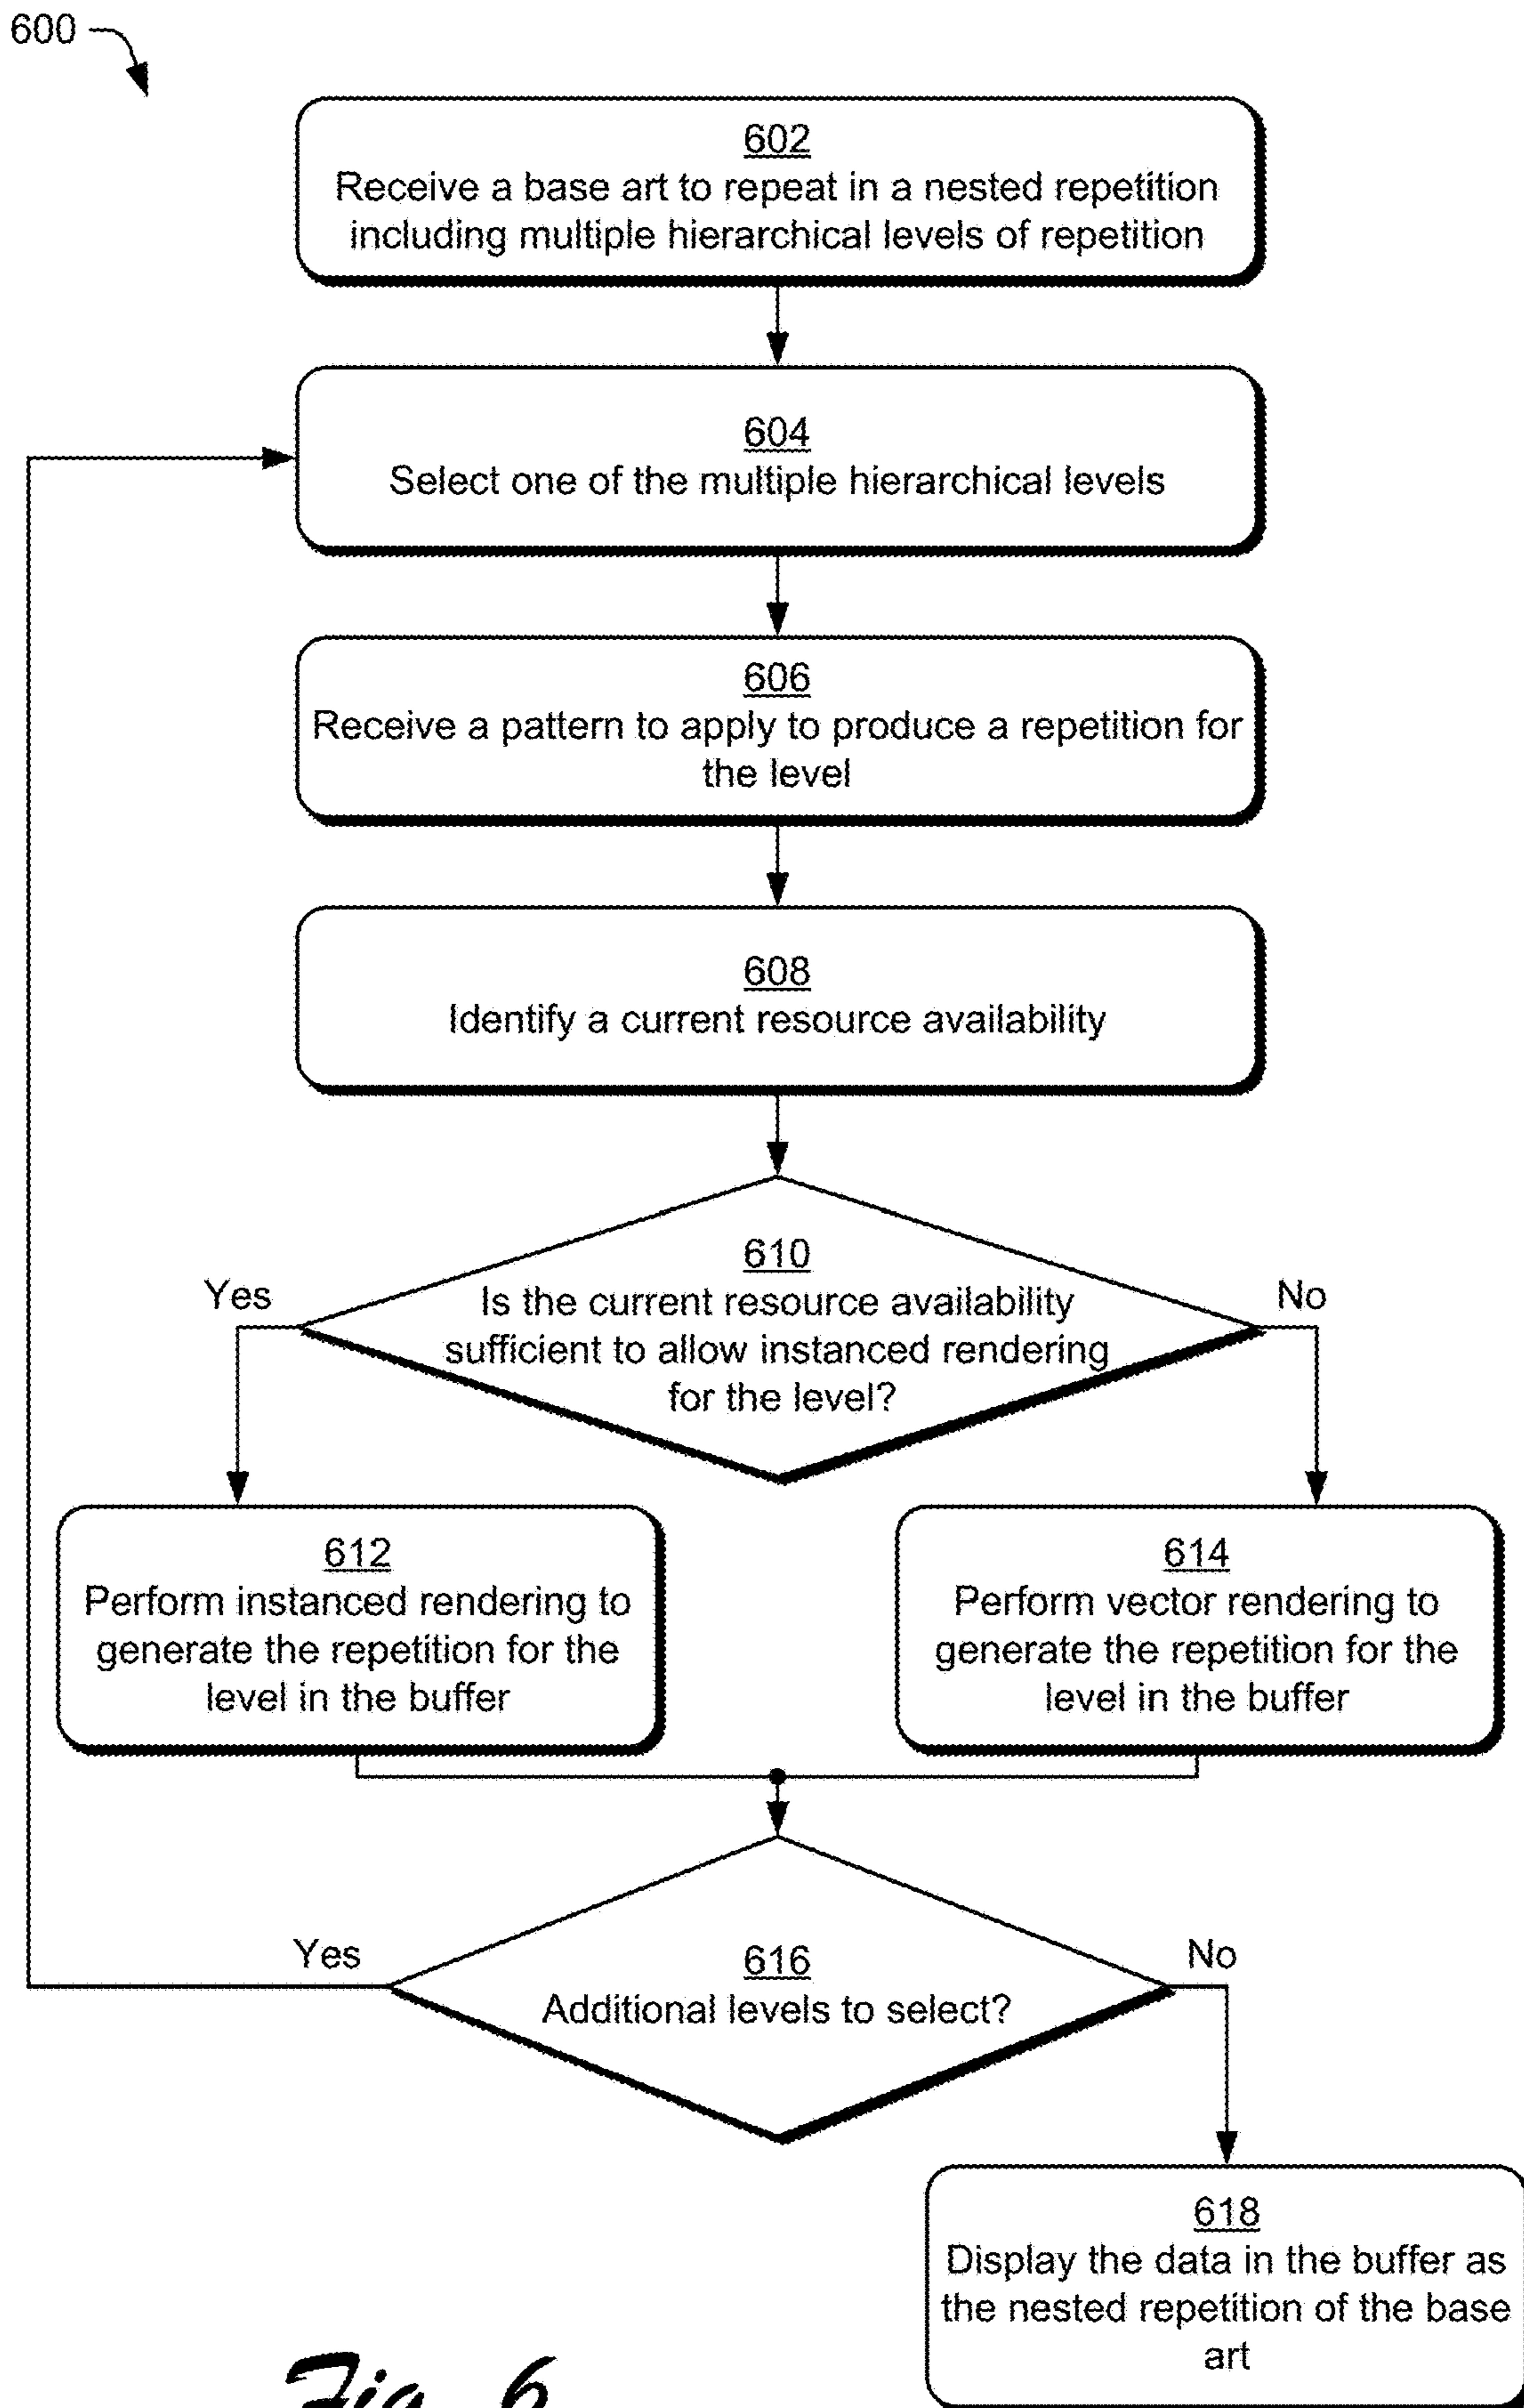 600
602
Receive a base art to repeat in a nested repetition
including multiple hierarchical levels of repetition
604
Select one of the multiple hierarchical levels
606
Receive a pattern to apply to produce a repetition for
the level
608
Identify a current resource availability
610
Is the current resource availability
sufficient to allow instanced rendering
for the level?
Yes
No
612
Perform instanced rendering to
generate the repetition for the
level in the buffer
614
Perform vector rendering to
generate the repetition for the
level in the buffer
616
Additional levels to select?
Yes
No
618
Display the data in the buffer as
the nested repetition of the base
art
Fig. 6